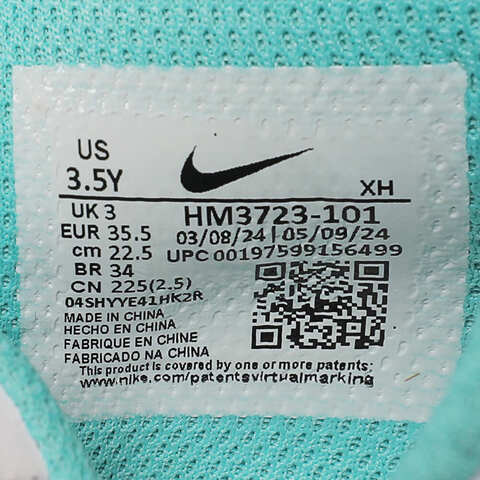 US
3.5Y
XH
UK 3
HM3723-101
EUR 35.5
03/08/24 | 05/09/24
cm 22.5
UPC 00197599156499
BR 34
CN 225(2.5)
04SHYYE41HK2R
MADE IN CHINA
HECHO EN CHINA
FABRIQUE EN CHINE
FABRICADO NA CHINA
This product is covered by one or more patents:
www.nike.com/patentsvirtualmarking